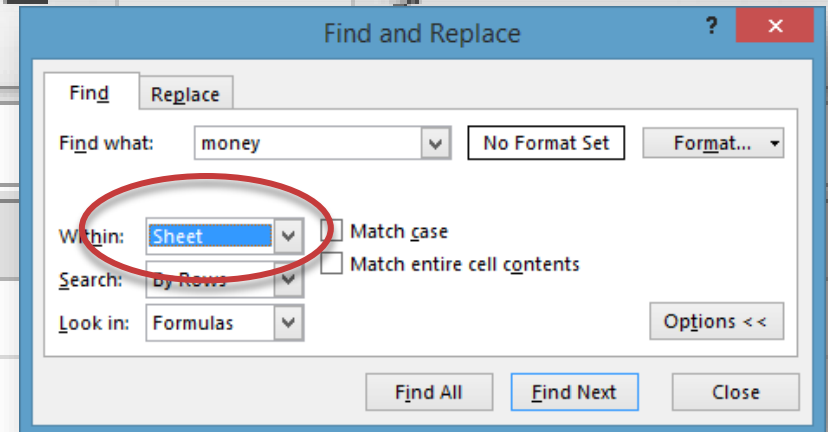 Find and Replace ? ×
Find Replace
Find what: money No Format Set Format...
Within: Sheet Match case
Match entire cell contents
Search: By Rows
Look in: Formulas Options <<
Find All Find Next Close